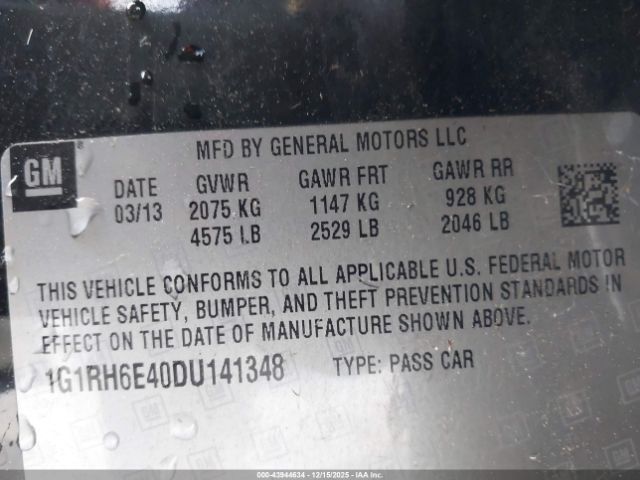 MFD BY GENERAL MOTORS LLC
GM ®
DATE GVWR GAWR FRT GAWR RR
03/13 2075 KG 1147 KG 928 KG
4575 LB 2529 LB 2046 LB
THIS VEHICLE CONFORMS TO ALL APPLICABLE U.S. FEDERAL MOTOR
VEHICLE SAFETY, BUMPER, AND THEFT PREVENTION STANDARDS IN
EFFECT ON THE DATE OF MANUFACTURE SHOWN ABOVE.
1G1RH6E40DU141348 TYPE: PASS CAR
000-43944634 - 12/15/2025 - IAA Inc.